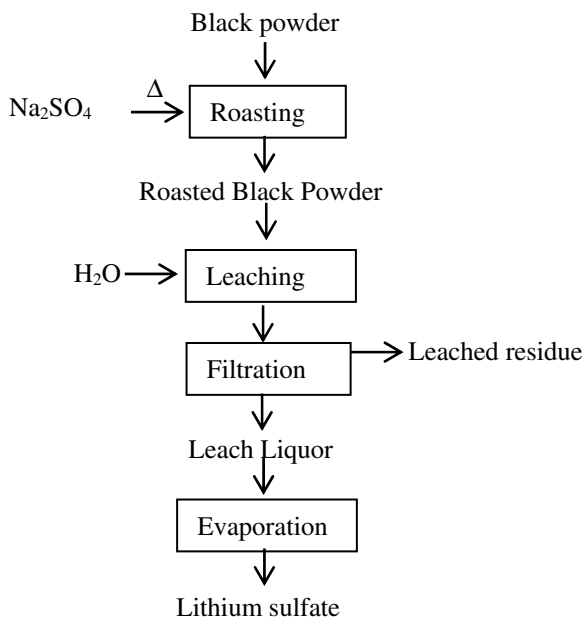 Black powder
Δ
Na₂SO₄
Roasting
Roasted Black Powder
H₂O
Leaching
Filtration
Leached residue
Leach Liquor
Evaporation
Lithium sulfate